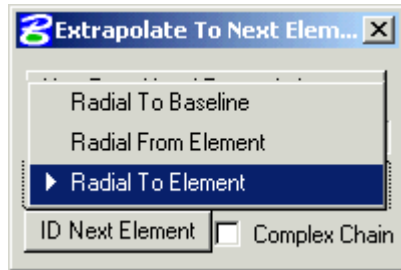 Extrapolate To Next Elem...
Radial To Baseline
Radial From Element
Radial To Element
ID Next Element
Complex Chain